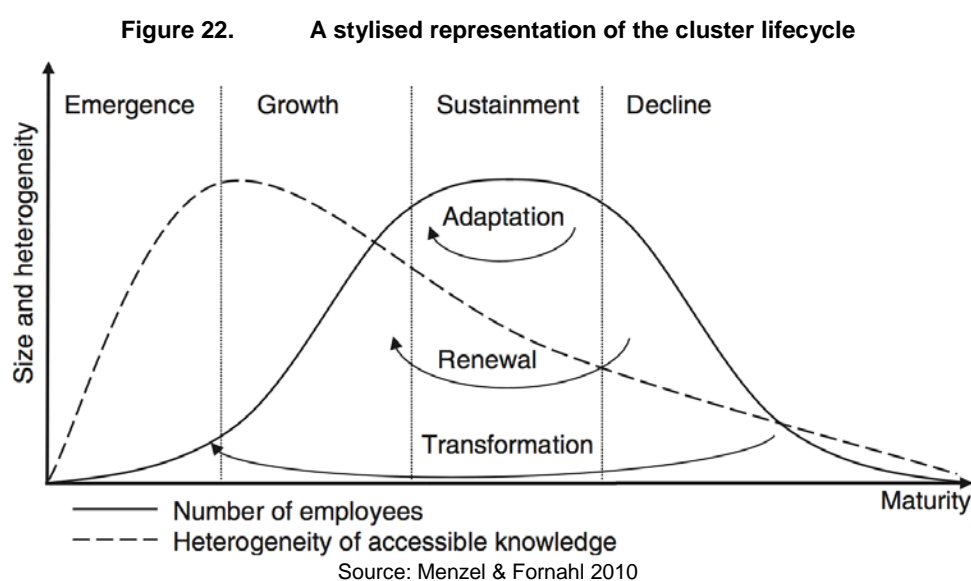 Figure 22. A stylised representation of the cluster lifecycle
Emergence Growth Sustainment Decline
Size and heterogeneity
Adaptation
Renewal
Transformation
Maturity
Number of employees
Heterogeneity of accessible knowledge
Source: Menzel & Fornahl 2010